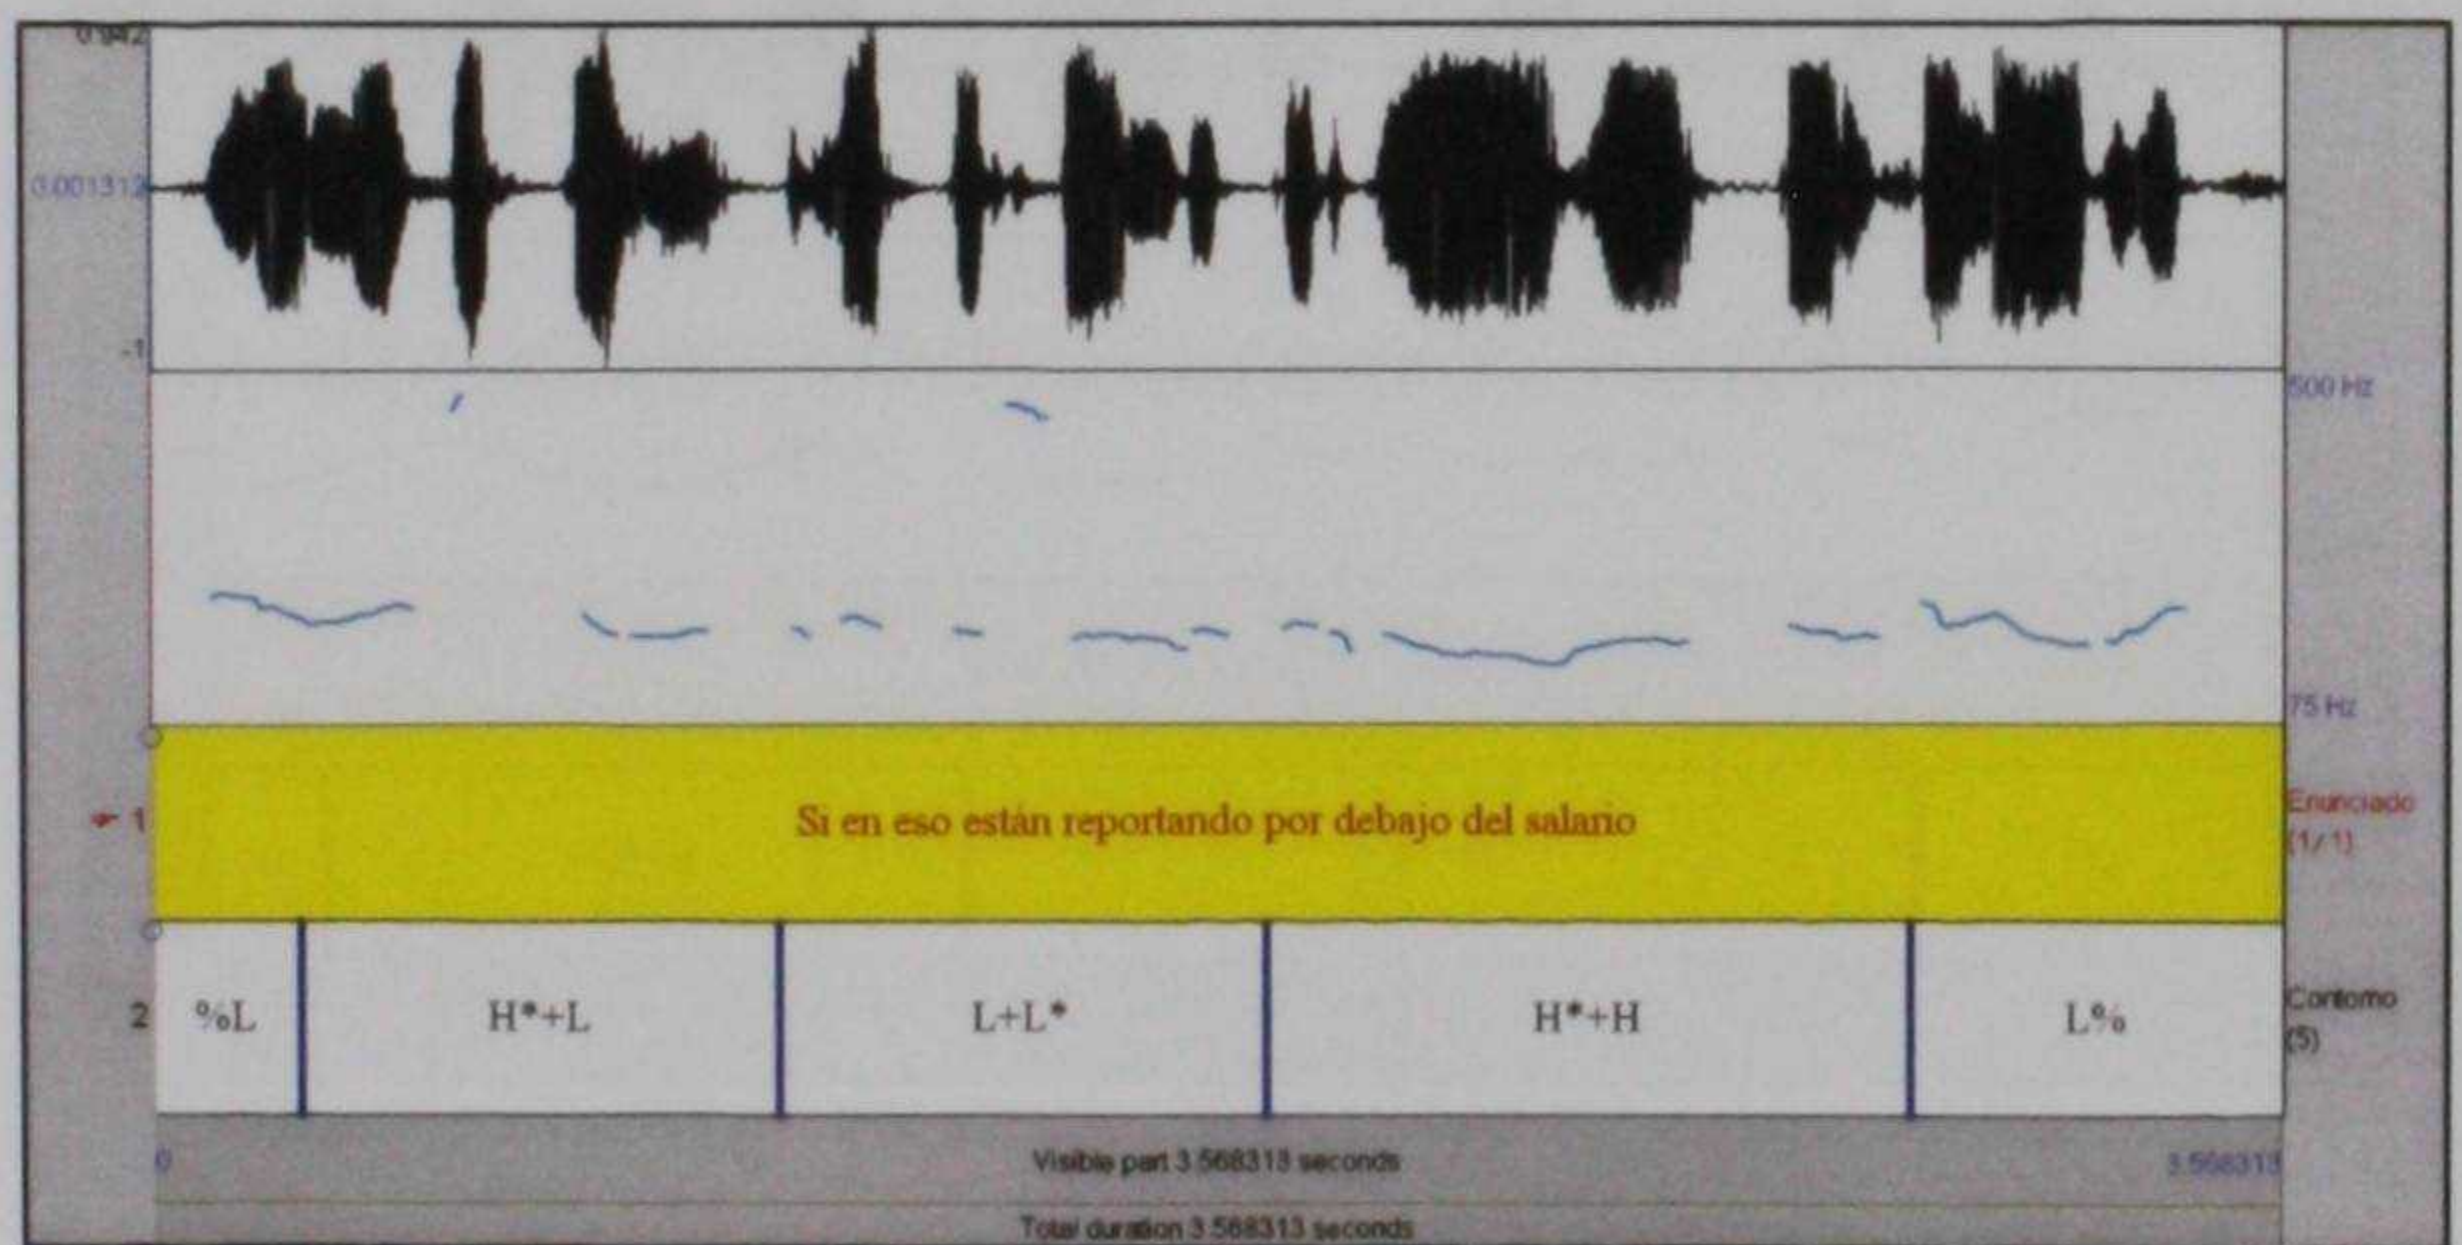 0.942
0.001312
-1
500 Hz
75 Hz
1
Si en eso están reportando por debajo del salario
Enunciado
(1/1)
2
%L
H*+L
L+L*
H*+H
L%
Contorno
(5)
0
Visible part 3.568313 seconds
3.568313
Total duration 3.568313 seconds